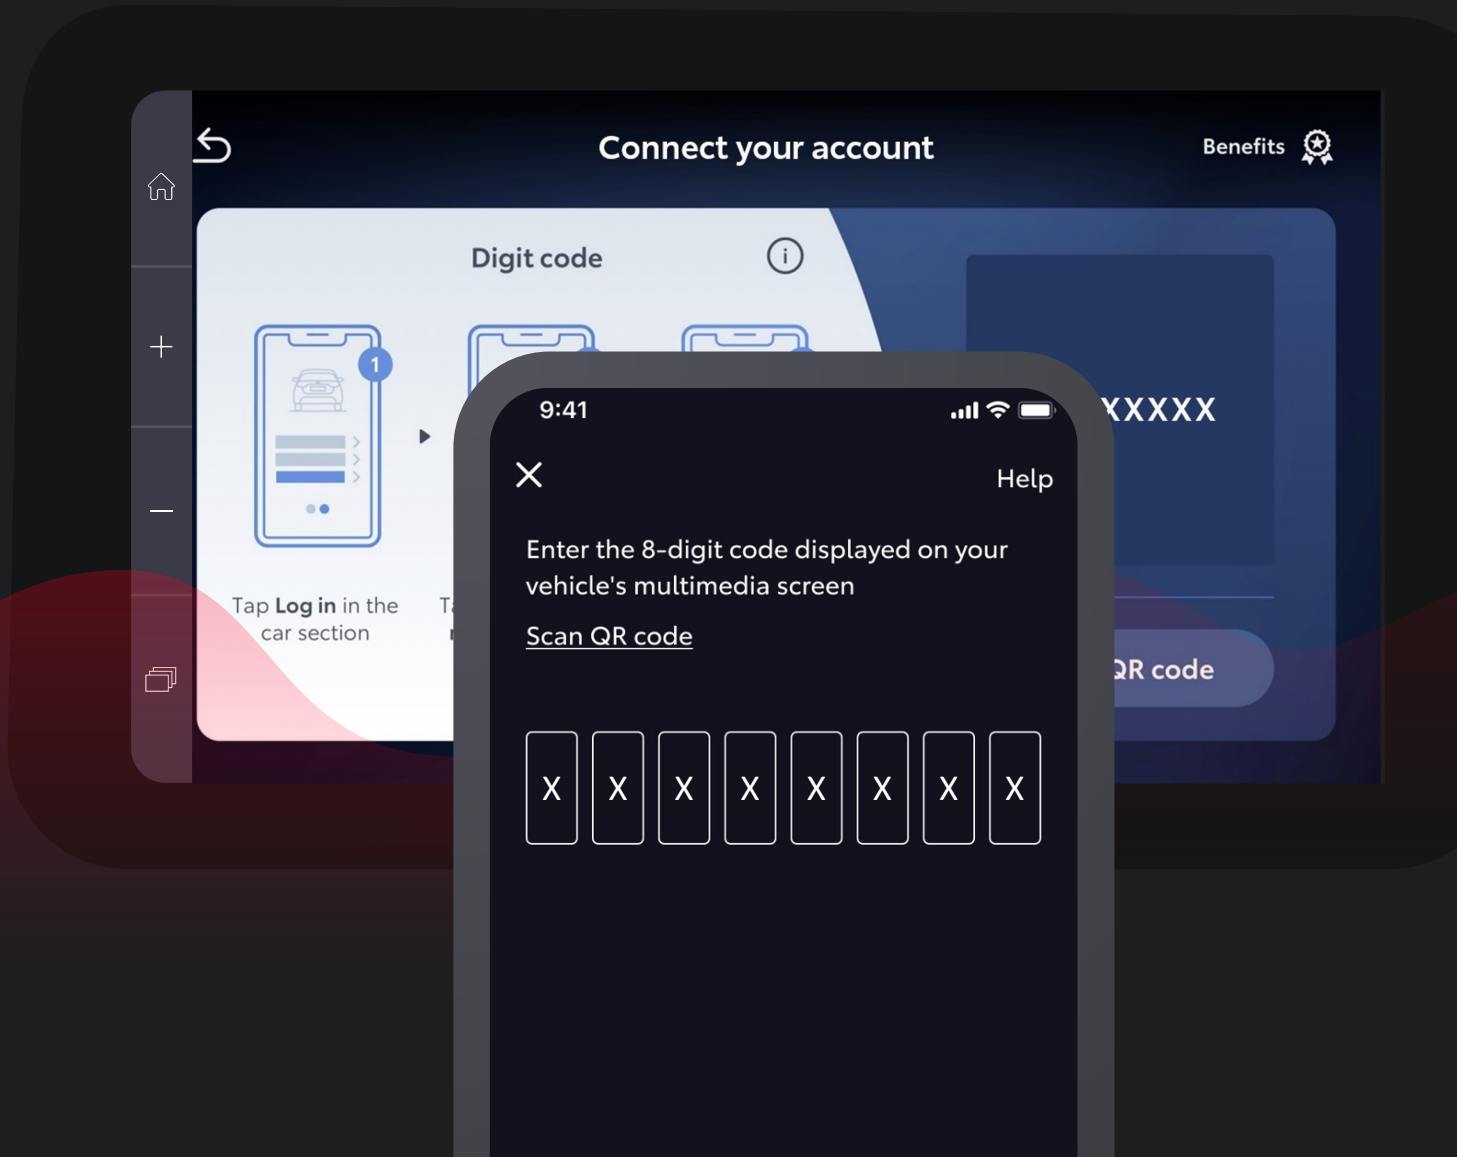 Connect your account
Benefits
Digit code
1
Tap Log in in the
car section
XXXXX
QR code
9:41
Help
Enter the 8-digit code displayed on your
vehicle's multimedia screen
Scan QR code
X X X X X X X X